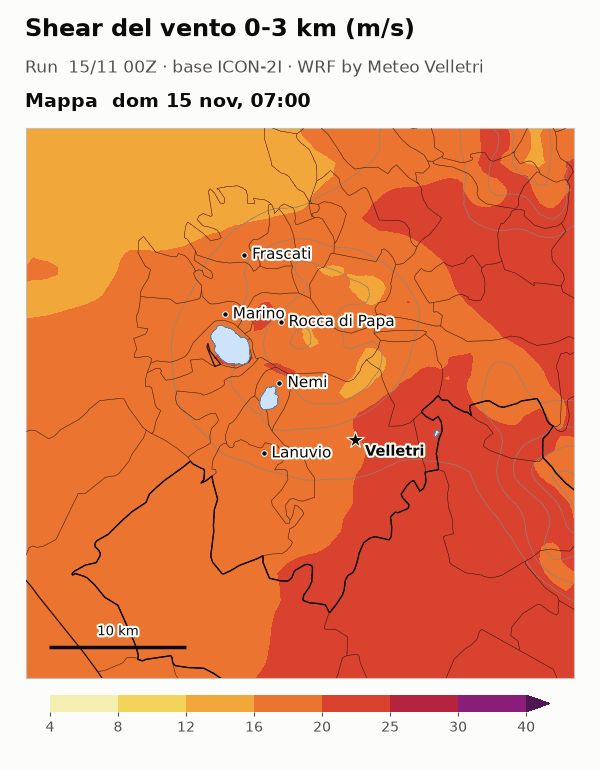 Shear del vento 0-3 km (m/s)
Run  15/11 00Z · base ICON-2I · WRF by Meteo Velletri
Mappa  dom 15 nov, 07:00
Frascati
Marino
Rocca di Papa
Nemi
Velletri
Lanuvio
10 km
4 8 12 16 20 25 30 40